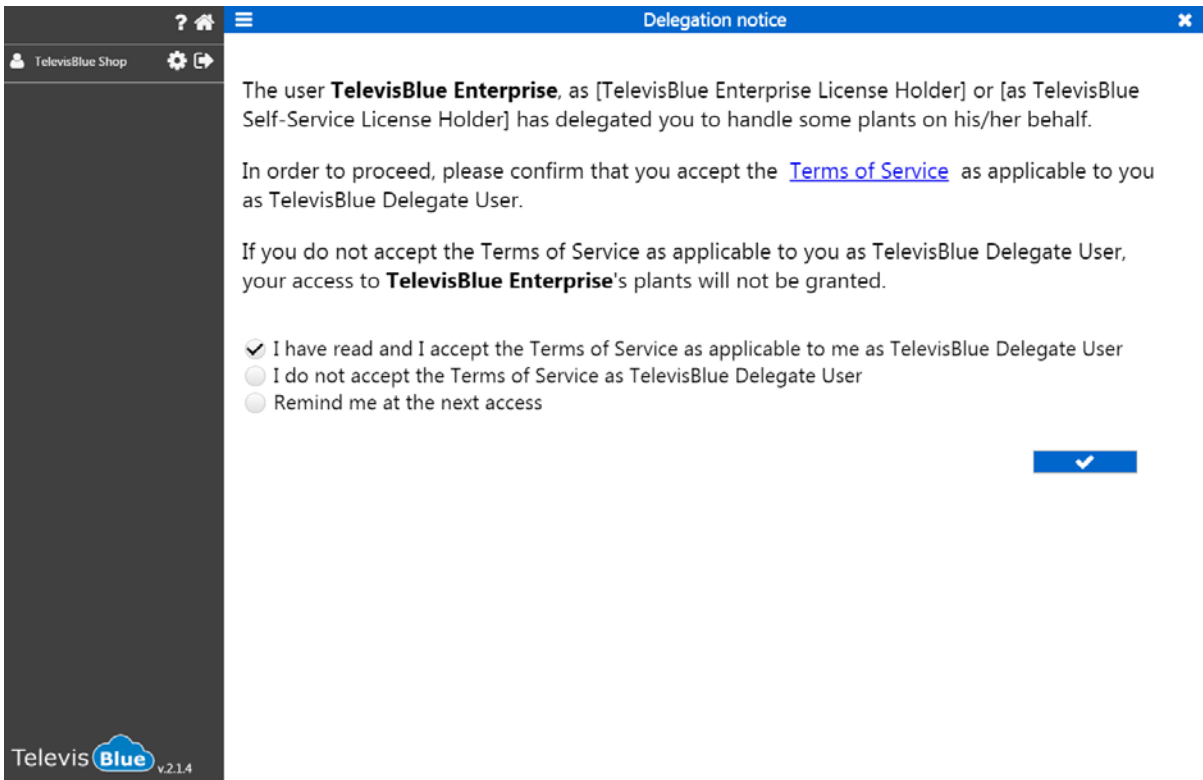 ?
TelevisBlue Shop
Delegation notice
The user TelevisBlue Enterprise, as [TelevisBlue Enterprise License Holder] or [as TelevisBlue
Self-Service License Holder] has delegated you to handle some plants on his/her behalf.
In order to proceed, please confirm that you accept the Terms of Service as applicable to you
as TelevisBlue Delegate User.
If you do not accept the Terms of Service as applicable to you as TelevisBlue Delegate User,
your access to TelevisBlue Enterprise's plants will not be granted.
I have read and I accept the Terms of Service as applicable to me as TelevisBlue Delegate User
I do not accept the Terms of Service as TelevisBlue Delegate User
Remind me at the next access
Televis Blue v.2.1.4